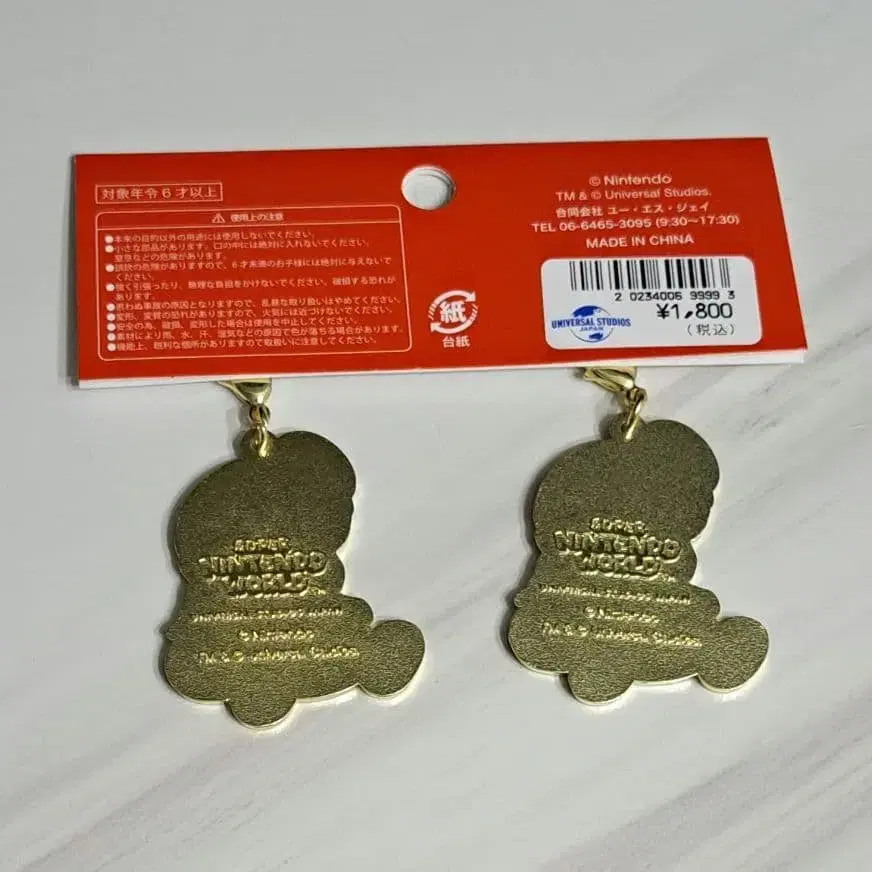 対象年令6才以上
⚠ 使用上の注意
●本来の目的以外の用途には使用しないでください。
●小さな部品があります。口の中には絶対に入れないでください。
窒息などの危険があります。
●誤飲の危険がありますので、6才未満のお子様には絶対に与えないで
ください。
●強く引張ったり、無理な負担をかけないでください。破損する恐れが
あります。
●思わぬ事故の原因となりますので、乱暴な取り扱いはやめてください。
●変形、変質の恐れがありますので、火気には近づけないでください。
●安全の為、破損、変形した場合は使用を中止してください。
●素材により雨、水、汗、湿気などの原因で色が落ちる場合があります。
●機能上、鋭利な個所がありますので取扱いに注意してください。
紙
台紙
© Nintendo
TM & © Universal Studios.
合同会社 ユー・エス・ジェイ
TEL 06-6465-3095 (9:30~17:30)
MADE IN CHINA
2 0234006 9999 3
UNIVERSAL STUDIOS
JAPAN
¥1,800
(税込)
SUPER
NINTENDO
WORLD
UNIVERSAL STUDIOS JAPAN
© Nintendo
TM & © Universal Studios.
SUPER
NINTENDO
WORLD
UNIVERSAL STUDIOS JAPAN
© Nintendo
TM & © Universal Studios.